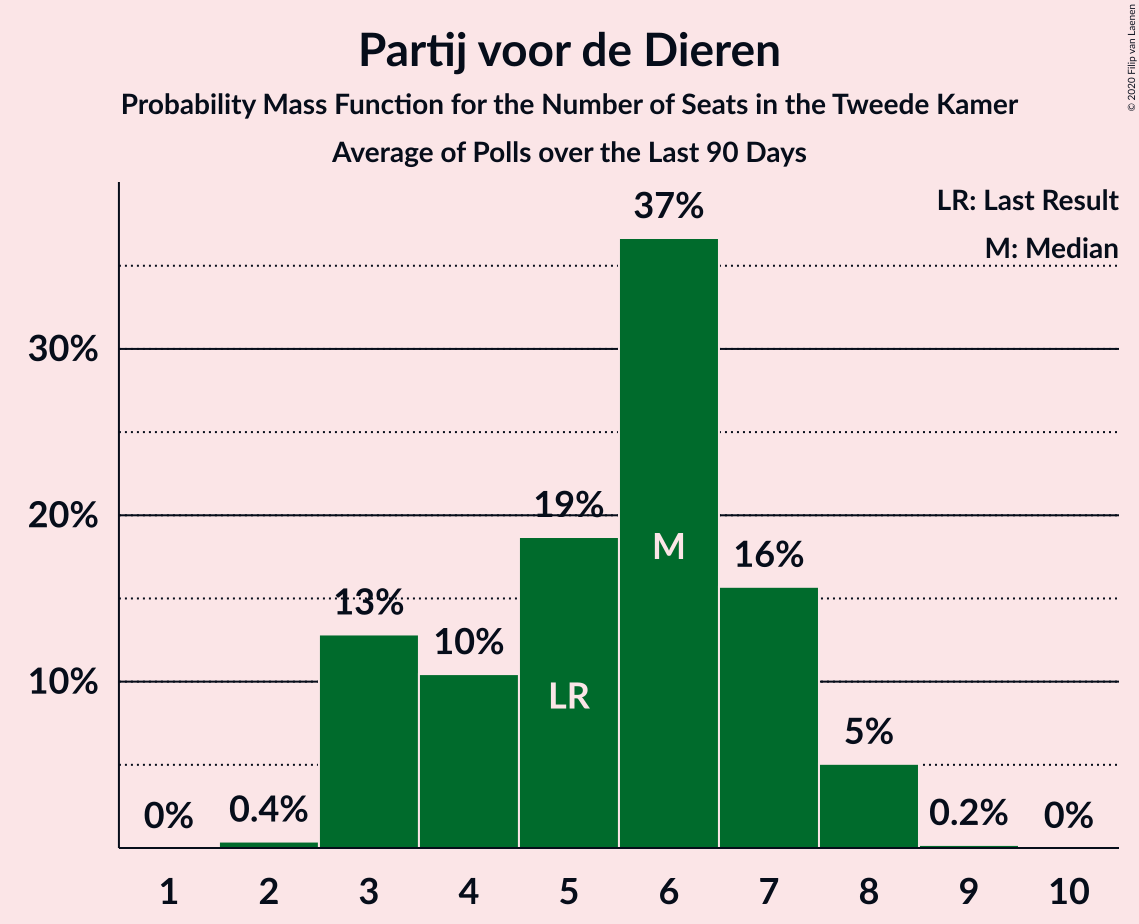 Partij voor de Dieren
Probability Mass Function for the Number of Seats in the Tweede Kamer
Average of Polls over the Last 90 Days
© 2020 Filip van Laenen
LR: Last Result
M: Median
37%
30%
20%
19%
M
16%
13%
10%
10%
LR
5%
0%
0.4%
0.2%
0%
1 2 3 4 5 6 7 8 9 10